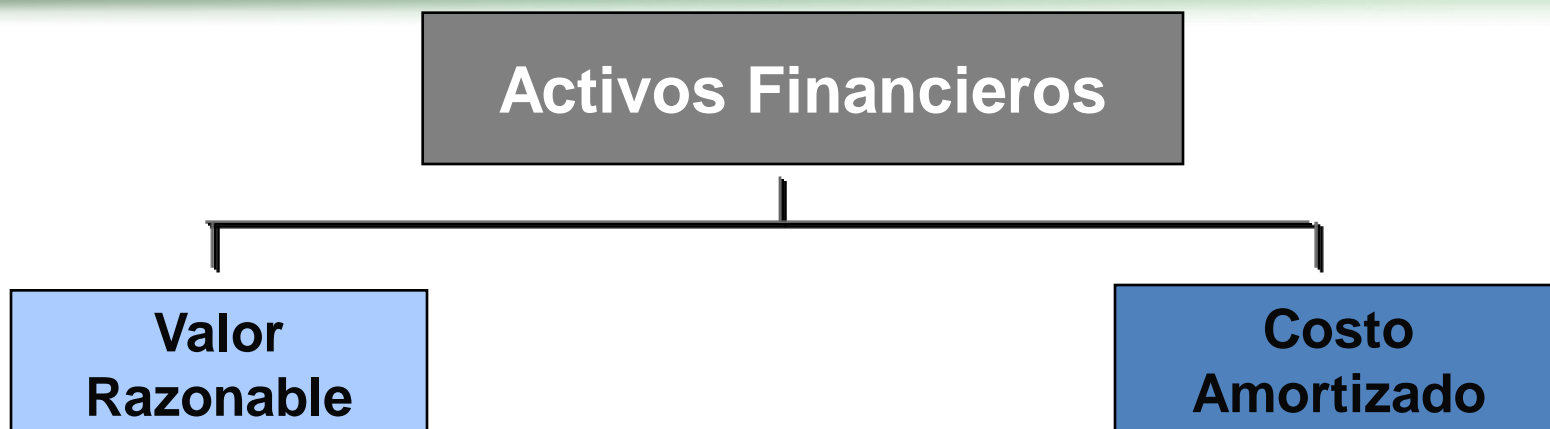 Activos Financieros
Valor
Razonable
Costo
Amortizado